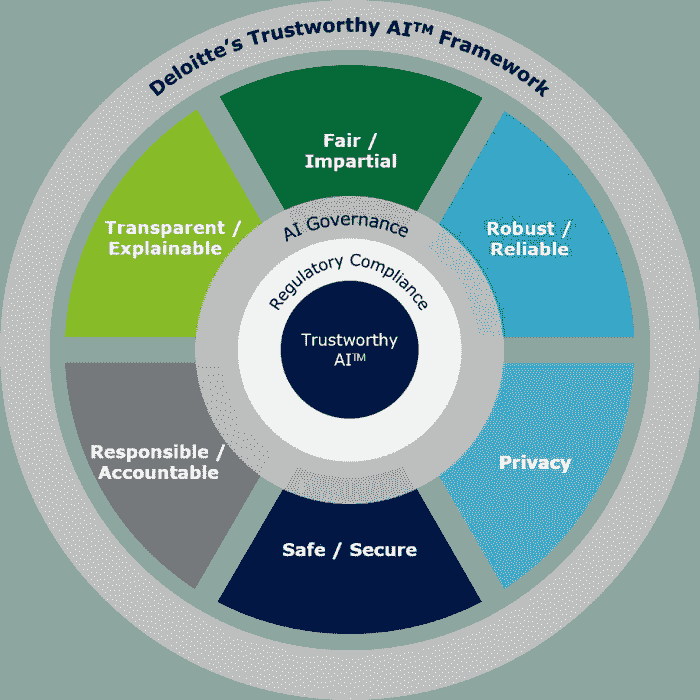 Deloitte's Trustworthy AI™ Framework
Fair /
Impartial
Transparent /
Explainable
Robust /
Reliable
AI Governance
Regulatory Compliance
Trustworthy
AI™
Responsible /
Accountable
Privacy
Safe / Secure